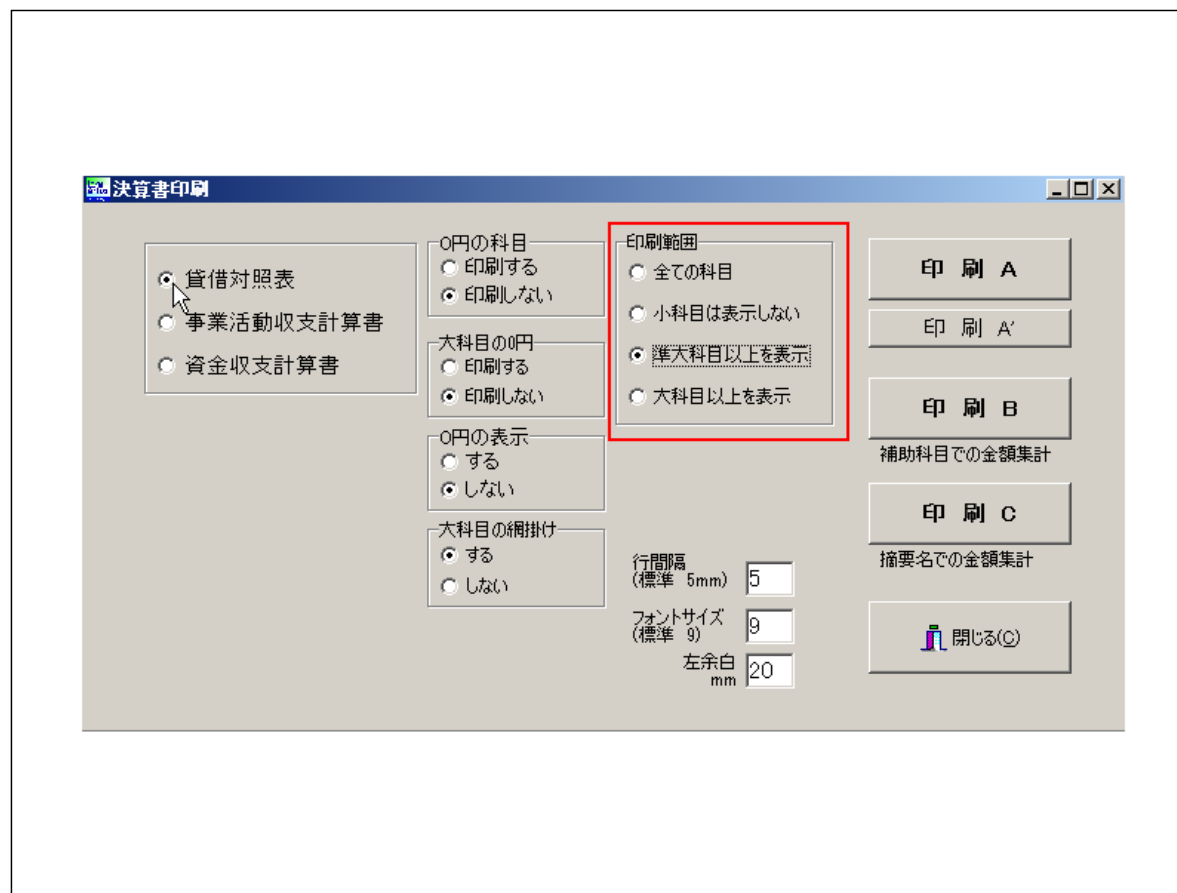 決算書印刷
貸借対照表
事業活動収支計算書
資金収支計算書
0円の科目
印刷する
印刷しない
大科目の0円
印刷する
印刷しない
0円の表示
する
しない
大科目の網掛け
する
しない
印刷範囲
全ての科目
小科目は表示しない
準大科目以上を表示
大科目以上を表示
行間隔
(標準 5mm)
5
フォントサイズ
(標準 9)
9
左余白
mm
20
印 刷 A
印 刷 A'
印 刷 B
補助科目での金額集計
印 刷 C
摘要名での金額集計
閉じる(C)